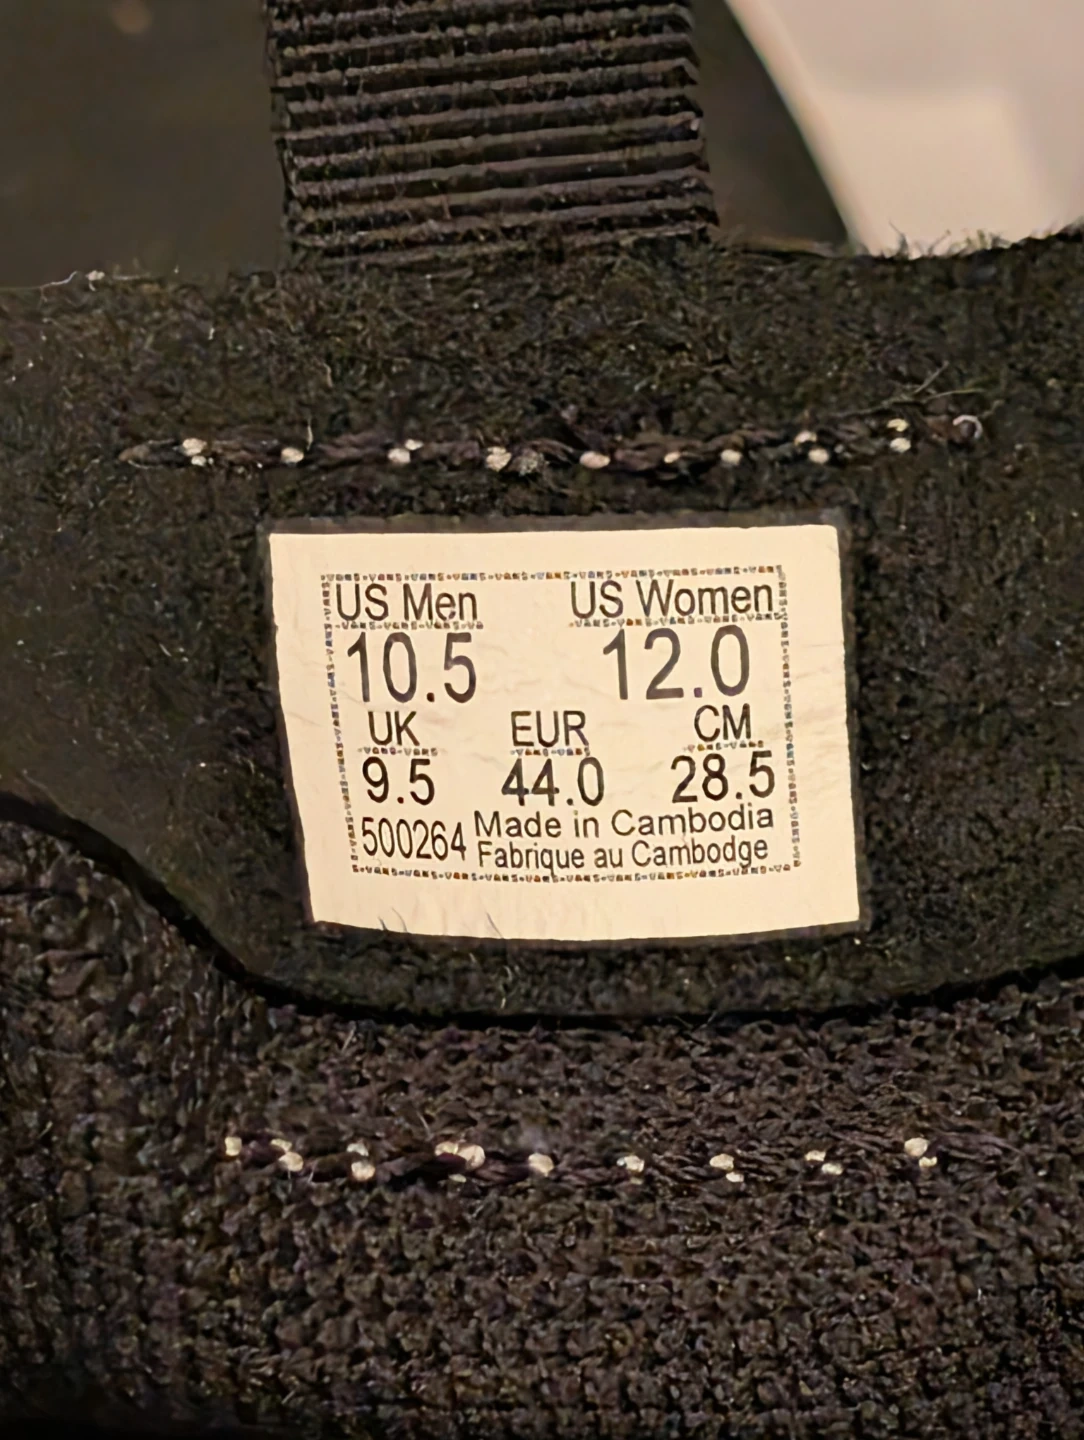 US Men US Women
10.5 12.0
UK EUR CM
9.5 44.0 28.5
500264 Made in Cambodia
Fabrique au Cambodge